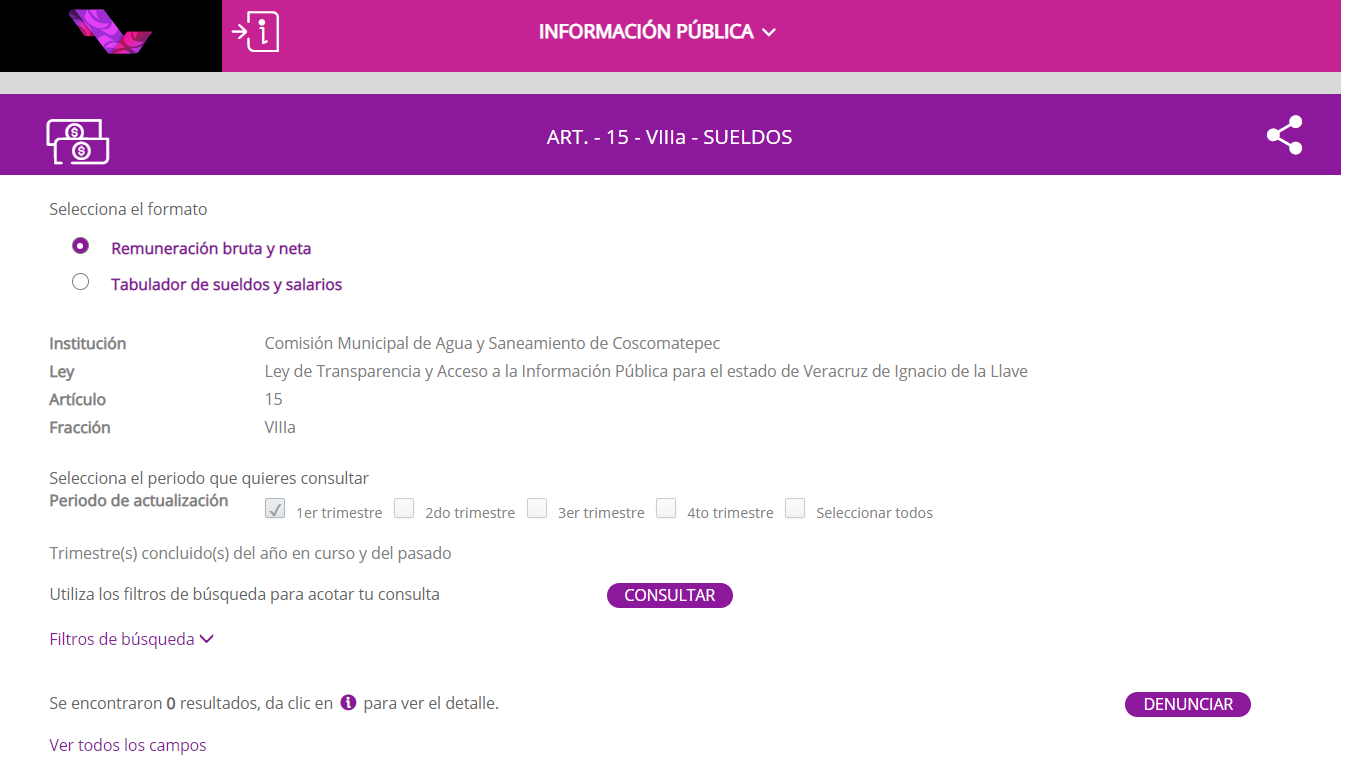 INFORMACIÓN PÚBLICA
ART. - 15 - VIIIa - SUELDOS
Selecciona el formato
Remuneración bruta y neta
Tabulador de sueldos y salarios
Institución Comisión Municipal de Agua y Saneamiento de Coscomatepec
Ley Ley de Transparencia y Acceso a la Información Pública para el estado de Veracruz de Ignacio de la Llave
Artículo 15
Fracción VIIIa
Selecciona el periodo que quieres consultar
Periodo de actualización 1er trimestre 2do trimestre 3er trimestre 4to trimestre Seleccionar todos
Trimestre(s) concluido(s) del año en curso y del pasado
Utiliza los filtros de búsqueda para acotar tu consulta CONSULTAR
Filtros de búsqueda
Se encontraron 0 resultados, da clic en i para ver el detalle. DENUNCIAR
Ver todos los campos